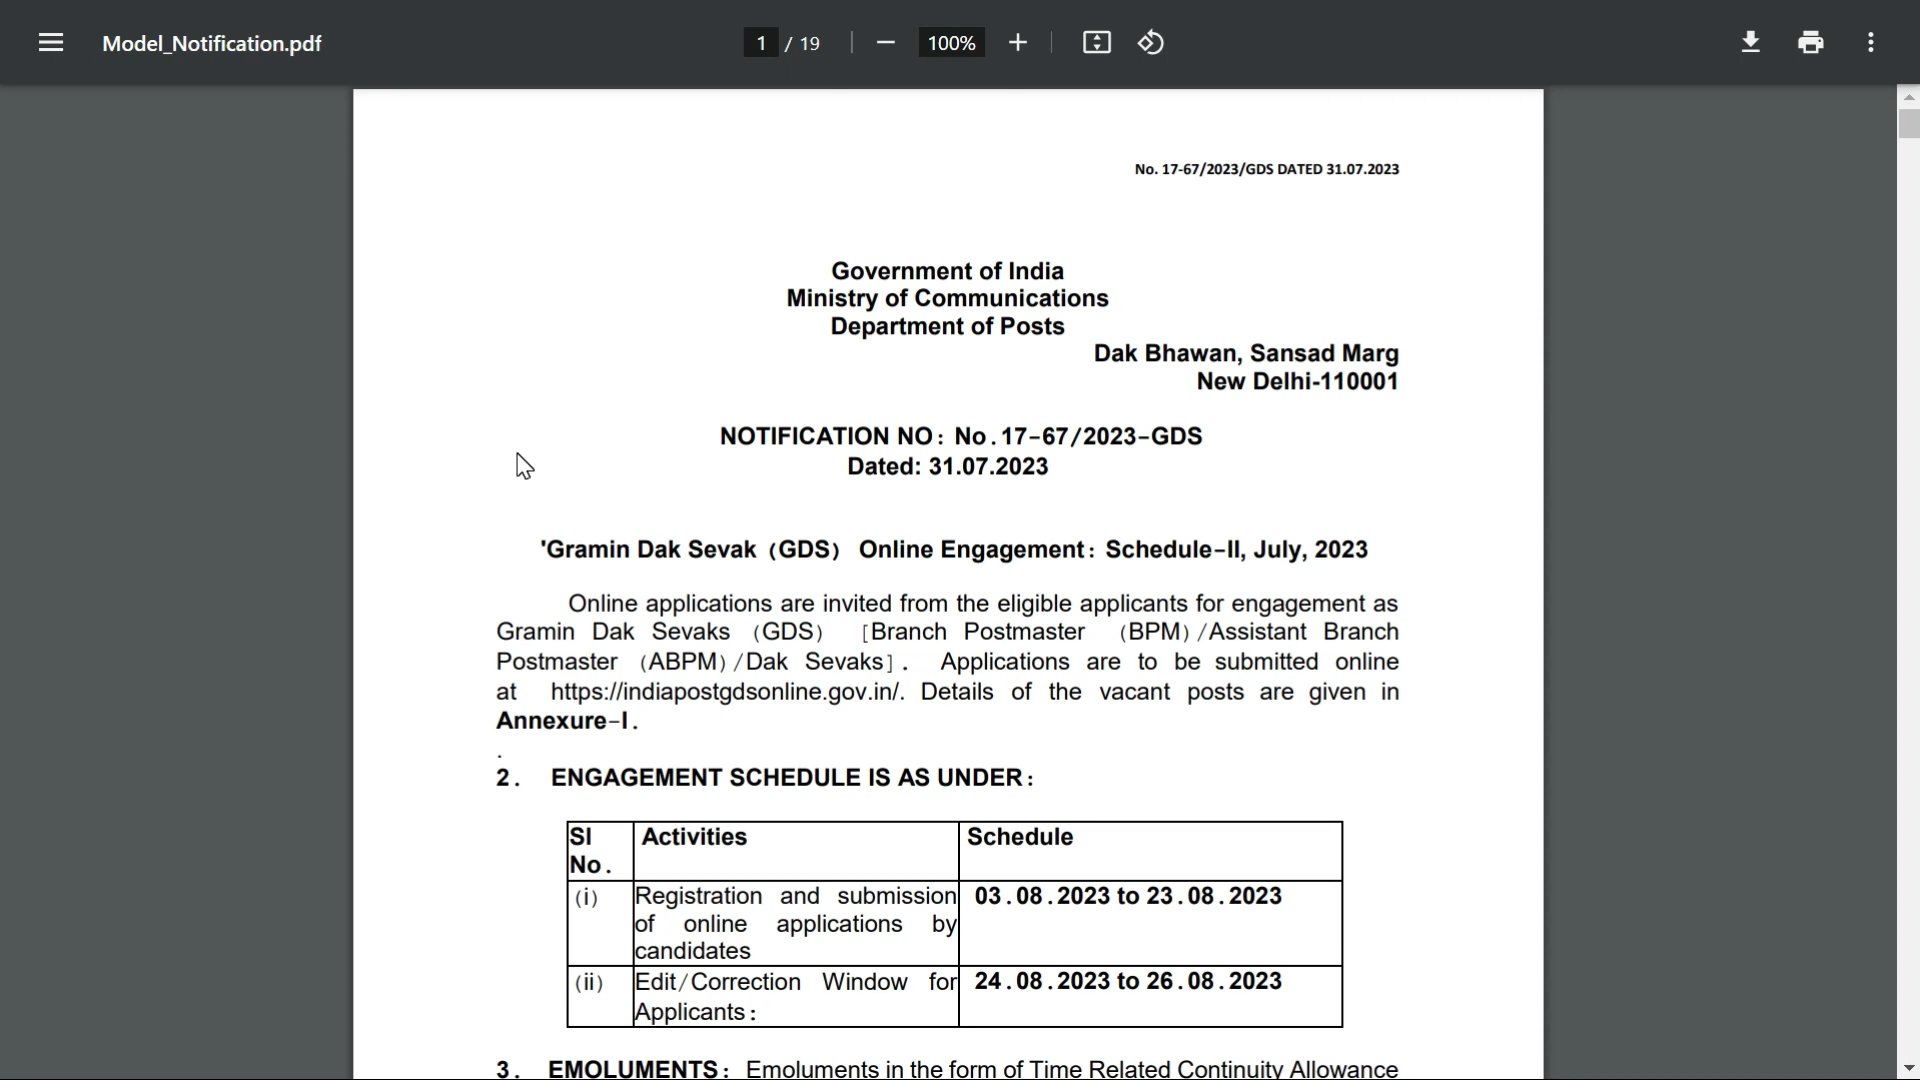 Model_Notification.pdf
1 / 19
100%
No. 17-67/2023/GDS DATED 31.07.2023
Government of India
Ministry of Communications
Department of Posts
Dak Bhawan, Sansad Marg
New Delhi-110001
NOTIFICATION NO: No.17-67/2023-GDS
Dated: 31.07.2023
'Gramin Dak Sevak (GDS) Online Engagement: Schedule-II, July, 2023
Online applications are invited from the eligible applicants for engagement as
Gramin Dak Sevaks (GDS) [Branch Postmaster (BPM)/Assistant Branch
Postmaster (ABPM)/Dak Sevaks]. Applications are to be submitted online
at https://indiapostgdsonline.gov.in/. Details of the vacant posts are given in
Annexure-I.
.
2. ENGAGEMENT SCHEDULE IS AS UNDER:
Sl Activities Schedule
No.
(i) Registration and submission 03.08.2023 to 23.08.2023
of online applications by
candidates
(ii) Edit/Correction Window for 24.08.2023 to 26.08.2023
Applicants:
3. EMOLUMENTS: Emoluments in the form of Time Related Continuity Allowance